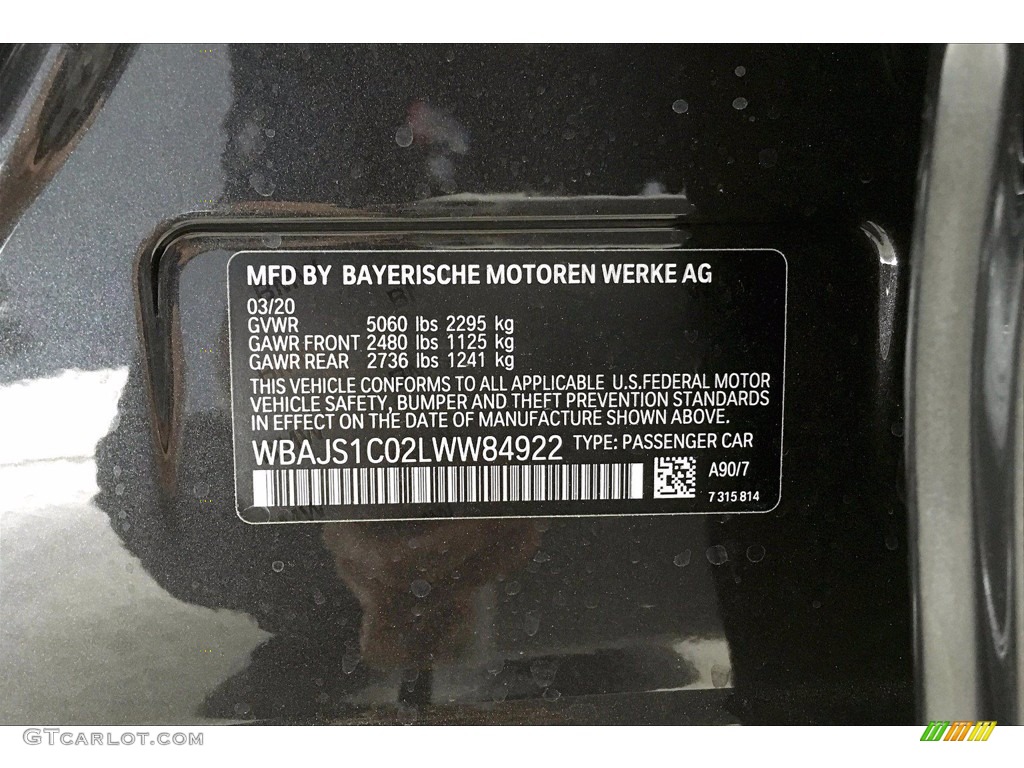 MFD BY BAYERISCHE MOTOREN WERKE AG
03/20
GVWR 5060 lbs 2295 kg
GAWR FRONT 2480 lbs 1125 kg
GAWR REAR 2736 lbs 1241 kg
THIS VEHICLE CONFORMS TO ALL APPLICABLE U.S.FEDERAL MOTOR
VEHICLE SAFETY, BUMPER AND THEFT PREVENTION STANDARDS
IN EFFECT ON THE DATE OF MANUFACTURE SHOWN ABOVE.
WBAJS1C02LWW84922 TYPE: PASSENGER CAR
A90/7
7 315 814
GTCARLOT.COM